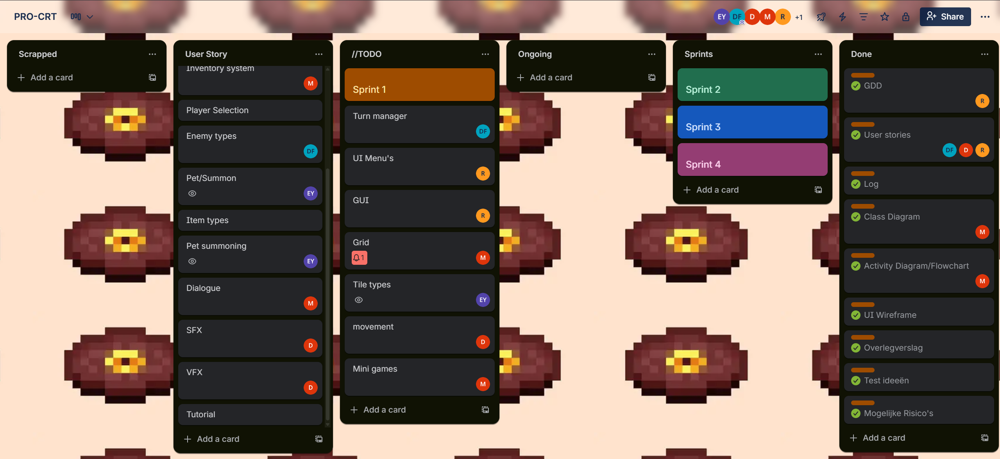 PRO-CRT
EY
DF
D
M
R
+1
Share
Scrapped
Add a card
User Story
Inventory system
M
Player Selection
Enemy types
DF
Pet/Summon
EY
Item types
Pet summoning
EY
Dialogue
M
SFX
D
VFX
D
Tutorial
Add a card
//TODO
Sprint 1
Turn manager
DF
UI Menu's
R
GUI
R
Grid
1
M
Tile types
EY
movement
D
Mini games
M
Add a card
Ongoing
Add a card
Sprints
Sprint 2
Sprint 3
Sprint 4
Add a card
Done
GDD
R
User stories
DF D R
Log
Class Diagram
M
Activity Diagram/Flowchart
M
UI Wireframe
Overlegverslag
Test ideeën
Mogelijke Risico's
Add a card